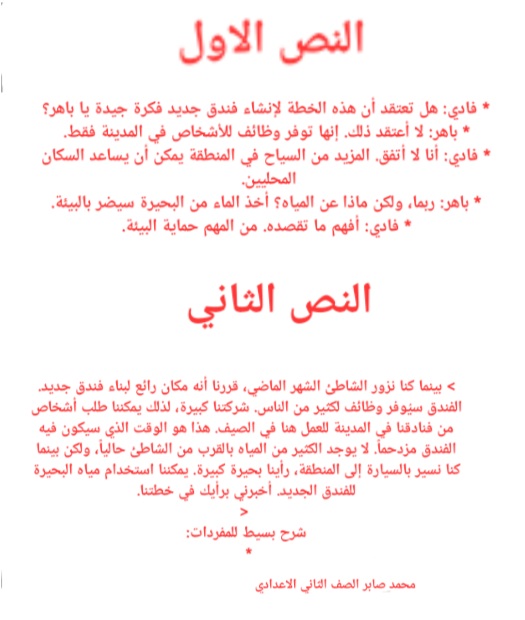 النص الاول
* فادي: هل تعتقد أن هذه الخطة لإنشاء فندق جديد فكرة جيدة يا باهر؟
* باهر: لا أعتقد ذلك. إنها توفر وظائف للأشخاص في المدينة فقط.
* فادي: أنا لا أتفق. المزيد من السياح في المنطقة يمكن أن يساعد السكان
المحليين.
* باهر: ربما، ولكن ماذا عن المياه؟ أخذ الماء من البحيرة سيضر بالبيئة.
* فادي: أفهم ما تقصده. من المهم حماية البيئة.
النص الثاني
> بينما كنا نزور الشاطئ الشهر الماضي، قررنا أنه مكان رائع لبناء فندق جديد.
الفندق سيُوفر وظائف لكثير من الناس. شركتنا كبيرة، لذلك يمكننا طلب أشخاص
من فنادقنا في المدينة للعمل هنا في الصيف. هذا هو الوقت الذي سيكون فيه
الفندق مزدحماً. لا يوجد الكثير من المياه بالقرب من الشاطئ حالياً، ولكن بينما
كنا نسير بالسيارة إلى المنطقة، رأينا بحيرة كبيرة. يمكننا استخدام مياه البحيرة
للفندق الجديد. أخبرني برأيك في خطتنا.
>
شرح بسيط للمفردات:
*
محمد صابر الصف الثاني الاعدادي